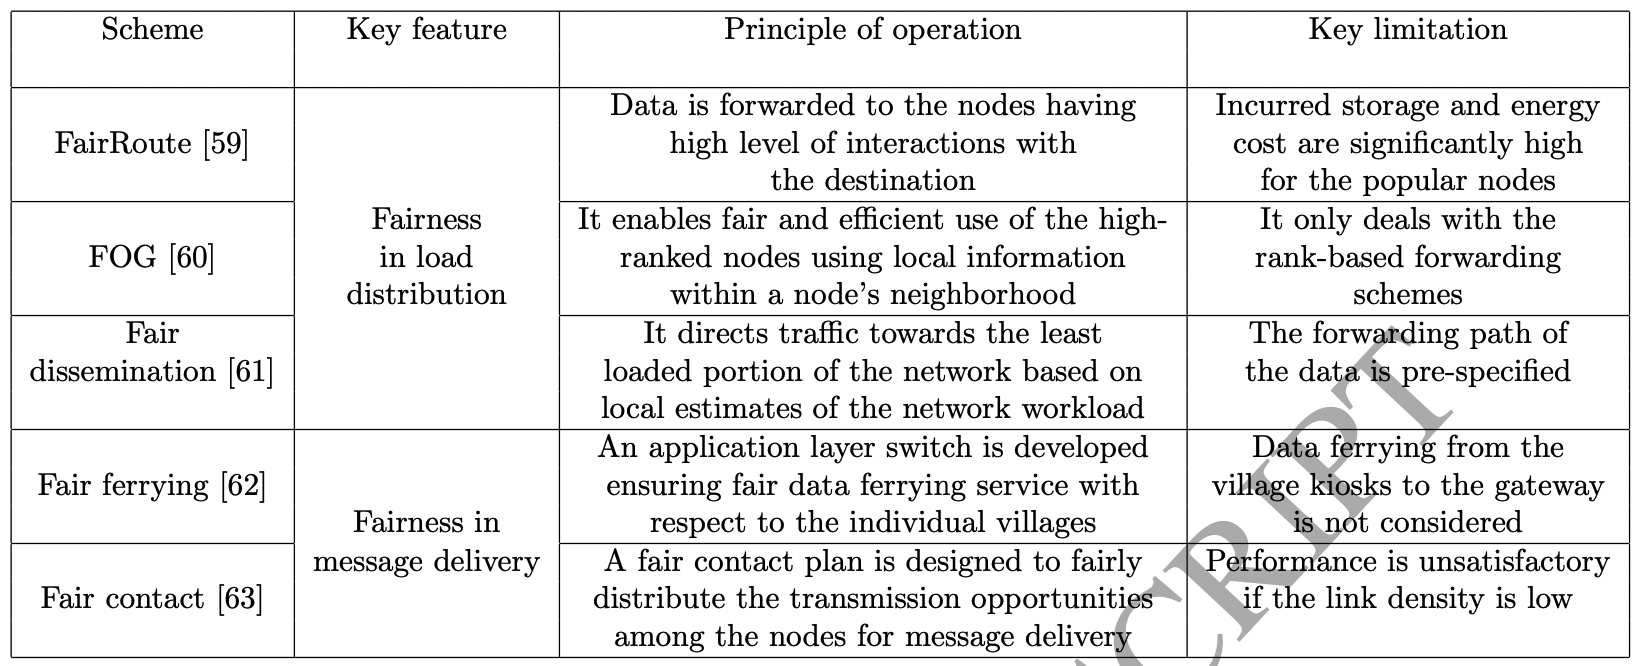 Scheme
Key feature
Principle of operation
Key limitation
FairRoute [59]
Fairness
in load
distribution
Data is forwarded to the nodes having
high level of interactions with
the destination
Incurred storage and energy
cost are significantly high
for the popular nodes
FOG [60]
It enables fair and efficient use of the high-
ranked nodes using local information
within a node's neighborhood
It only deals with the
rank-based forwarding
schemes
Fair
dissemination [61]
It directs traffic towards the least
loaded portion of the network based on
local estimates of the network workload
The forwarding path of
the data is pre-specified
Fair ferrying [62]
Fairness in
message delivery
An application layer switch is developed
ensuring fair data ferrying service with
respect to the individual villages
Data ferrying from the
village kiosks to the gateway
is not considered
Fair contact [63]
A fair contact plan is designed to fairly
distribute the transmission opportunities
among the nodes for message delivery
Performance is unsatisfactory
if the link density is low
CRIPT